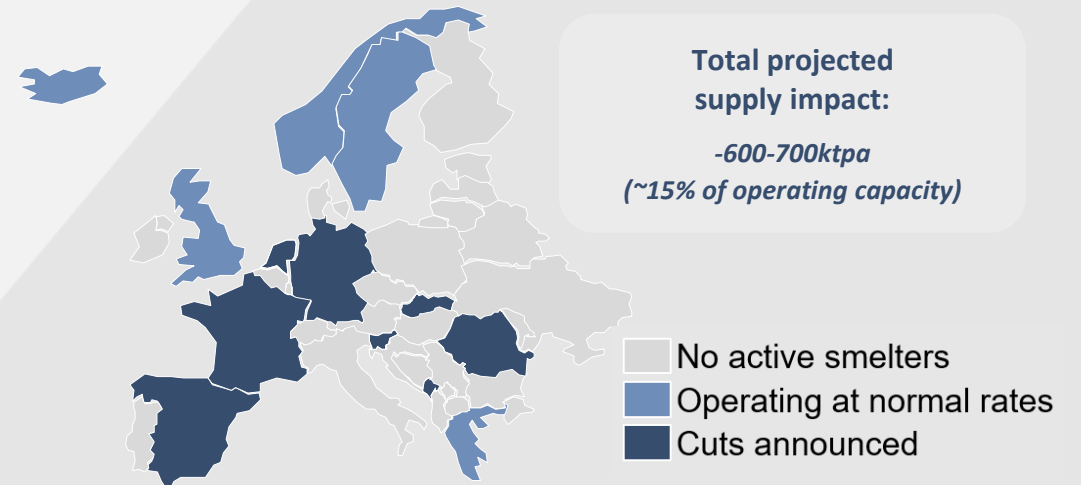 Total projected
supply impact:
-600-700ktpa
(~15% of operating capacity)
No active smelters
Operating at normal rates
Cuts announced